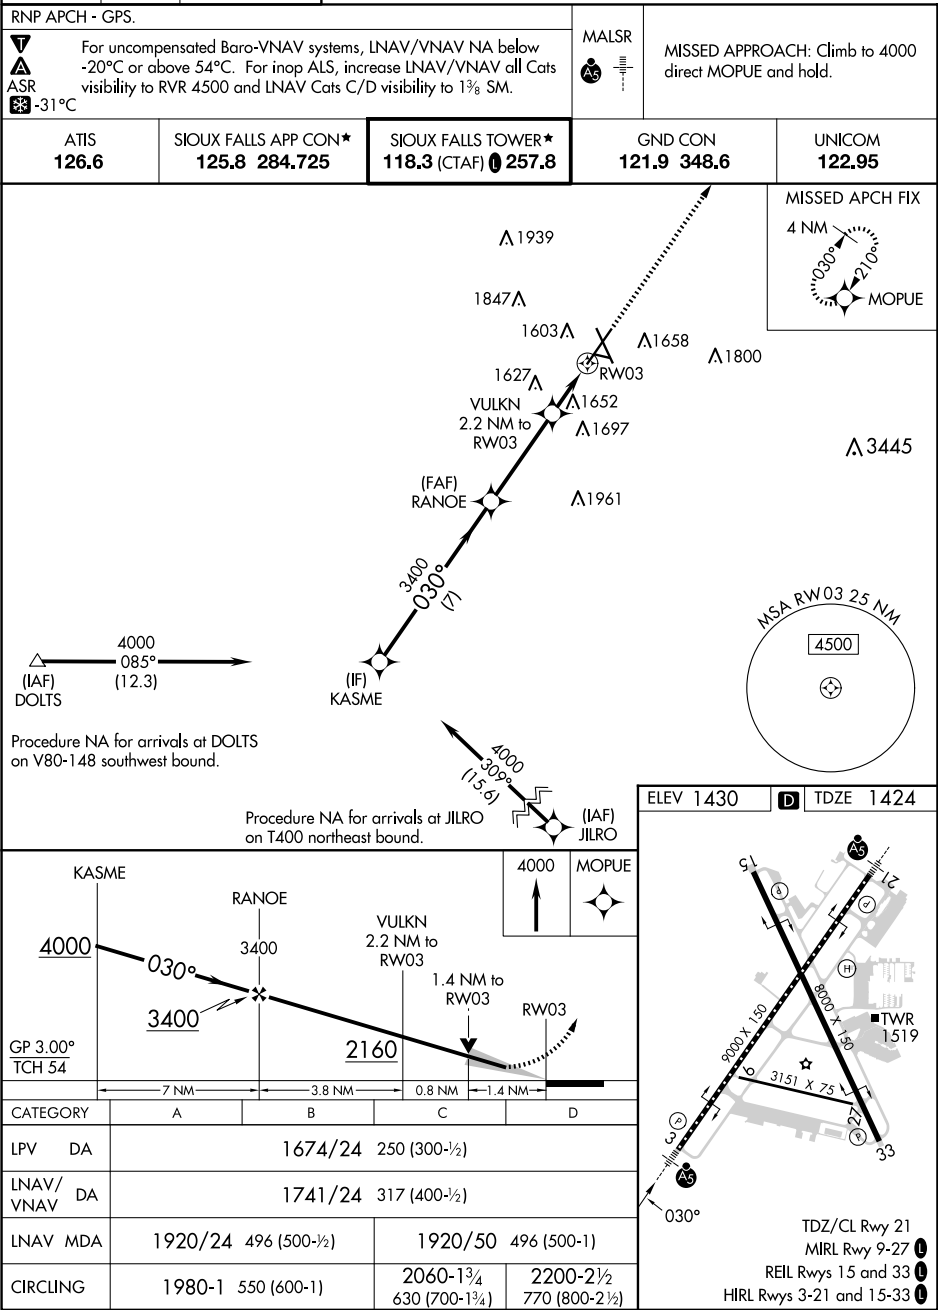 RNP APCH - GPS.
T
A
ASR
-31°C
For uncompensated Baro-VNAV systems, LNAV/VNAV NA below
-20°C or above 54°C. For inop ALS, increase LNAV/VNAV all Cats
visibility to RVR 4500 and LNAV Cats C/D visibility to 1⅜ SM.
MALSR
A5
MISSED APPROACH: Climb to 4000
direct MOPUE and hold.
ATIS
126.6
SIOUX FALLS APP CON★
125.8 284.725
SIOUX FALLS TOWER★
118.3 (CTAF) L 257.8
GND CON
121.9 348.6
UNICOM
122.95
MISSED APCH FIX
4 NM
030°
210°
MOPUE
1939
1847
1603
1658
1800
RW03
1627
VULKN
2.2 NM to
RW03
1652
1697
3445
(FAF)
RANOE
1961
3400
030°
(7)
MSA RW03 25 NM
4500
4000
085°
(12.3)
(IAF)
DOLTS
(IF)
KASME
Procedure NA for arrivals at DOLTS
on V80-148 southwest bound.
4000
309°
(15.6)
(IAF)
JILRO
Procedure NA for arrivals at JILRO
on T400 northeast bound.
ELEV 1430
D
TDZE 1424
15
A5
21
P
P
H
9000 X 150
8000 X 150
TWR
1519
9
3151 X 75
27
P
P
3
33
A5
030°
TDZ/CL Rwy 21
MIRL Rwy 9-27 L
REIL Rwys 15 and 33 L
HIRL Rwys 3-21 and 15-33 L
KASME
RANOE
VULKN
2.2 NM to
RW03
1.4 NM to
RW03
RW03
4000
MOPUE
4000
030°
3400
3400
2160
GP 3.00°
TCH 54
7 NM
3.8 NM
0.8 NM
1.4 NM
CATEGORY A B C D
LPV DA 1674/24 250 (300-½)
LNAV/
VNAV DA 1741/24 317 (400-½)
LNAV MDA 1920/24 496 (500-½) 1920/50 496 (500-1)
CIRCLING 1980-1 550 (600-1)
2060-1¾
630 (700-1¾)
2200-2½
770 (800-2½)